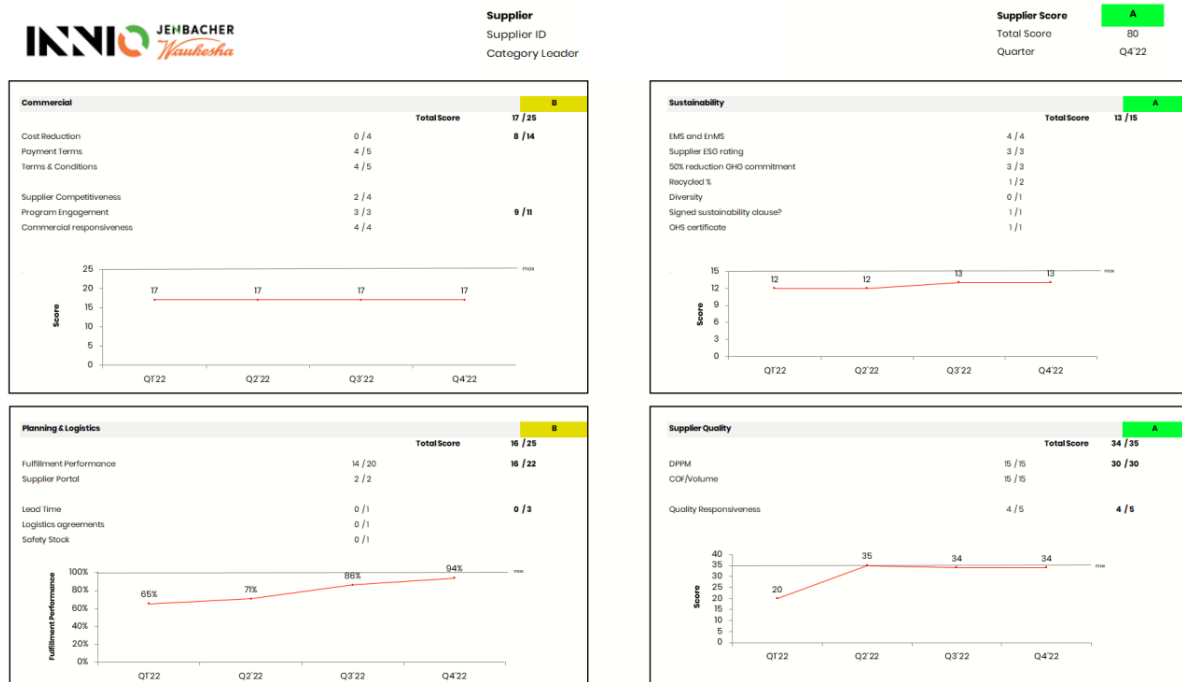 INNIO JENBACHER
Waukesha
Supplier
Supplier ID
Category Leader
Supplier Score A
Total Score 80
Quarter Q4'22
Commercial B
Total Score 17 / 25
Cost Reduction 0 / 4 8 / 14
Payment Terms 4 / 5
Terms & Conditions 4 / 5
Supplier Competitiveness 2 / 4
Program Engagement 3 / 3 9 / 11
Commercial responsiveness 4 / 4
25 max
20
15
10
5
0
Score
17 17 17 17
Q1'22 Q2'22 Q3'22 Q4'22
Sustainability A
Total Score 13 / 15
EMS and EnMS 4 / 4
Supplier ESG rating 3 / 3
50% reduction GHG commitment 3 / 3
Recycled % 1 / 2
Diversity 0 / 1
Signed sustainability clause? 1 / 1
OHS certificate 1 / 1
15 max
12
9
6
3
0
Score
12 12 13 13
Q1'22 Q2'22 Q3'22 Q4'22
Planning & Logistics B
Total Score 16 / 25
Fulfillment Performance 14 / 20 16 / 22
Supplier Portal 2 / 2
Lead Time 0 / 1 0 / 3
Logistics agreements 0 / 1
Safety Stock 0 / 1
100% max
80%
60%
40%
20%
0%
Fulfillment Performance
65% 71% 86% 94%
Q1'22 Q2'22 Q3'22 Q4'22
Supplier Quality A
Total Score 34 / 35
DPPM 15 / 15 30 / 30
COF/Volume 15 / 15
Quality Responsiveness 4 / 5 4 / 5
40
35 max
30
25
20
15
10
5
0
Score
20 35 34 34
Q1'22 Q2'22 Q3'22 Q4'22